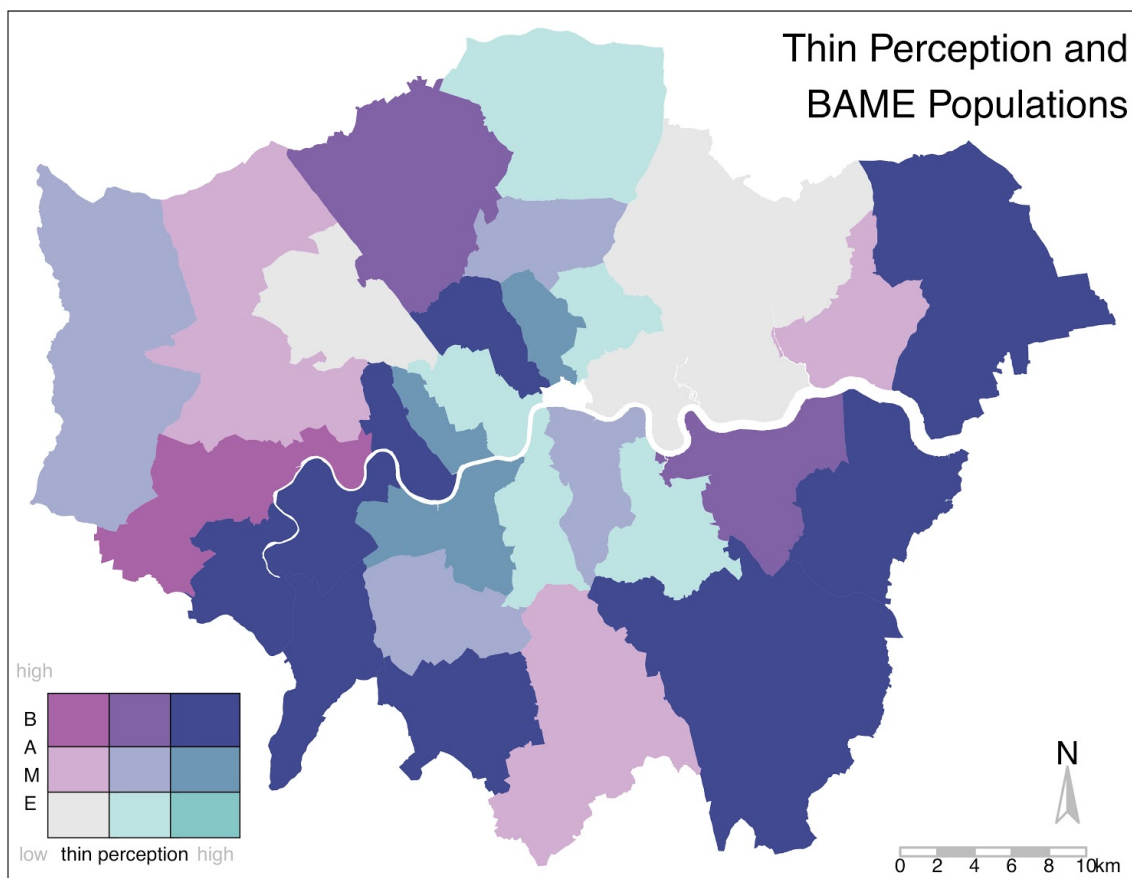 Thin Perception and
BAME Populations
high
B
A
M
E
low thin perception high
N
0 2 4 6 8 10km